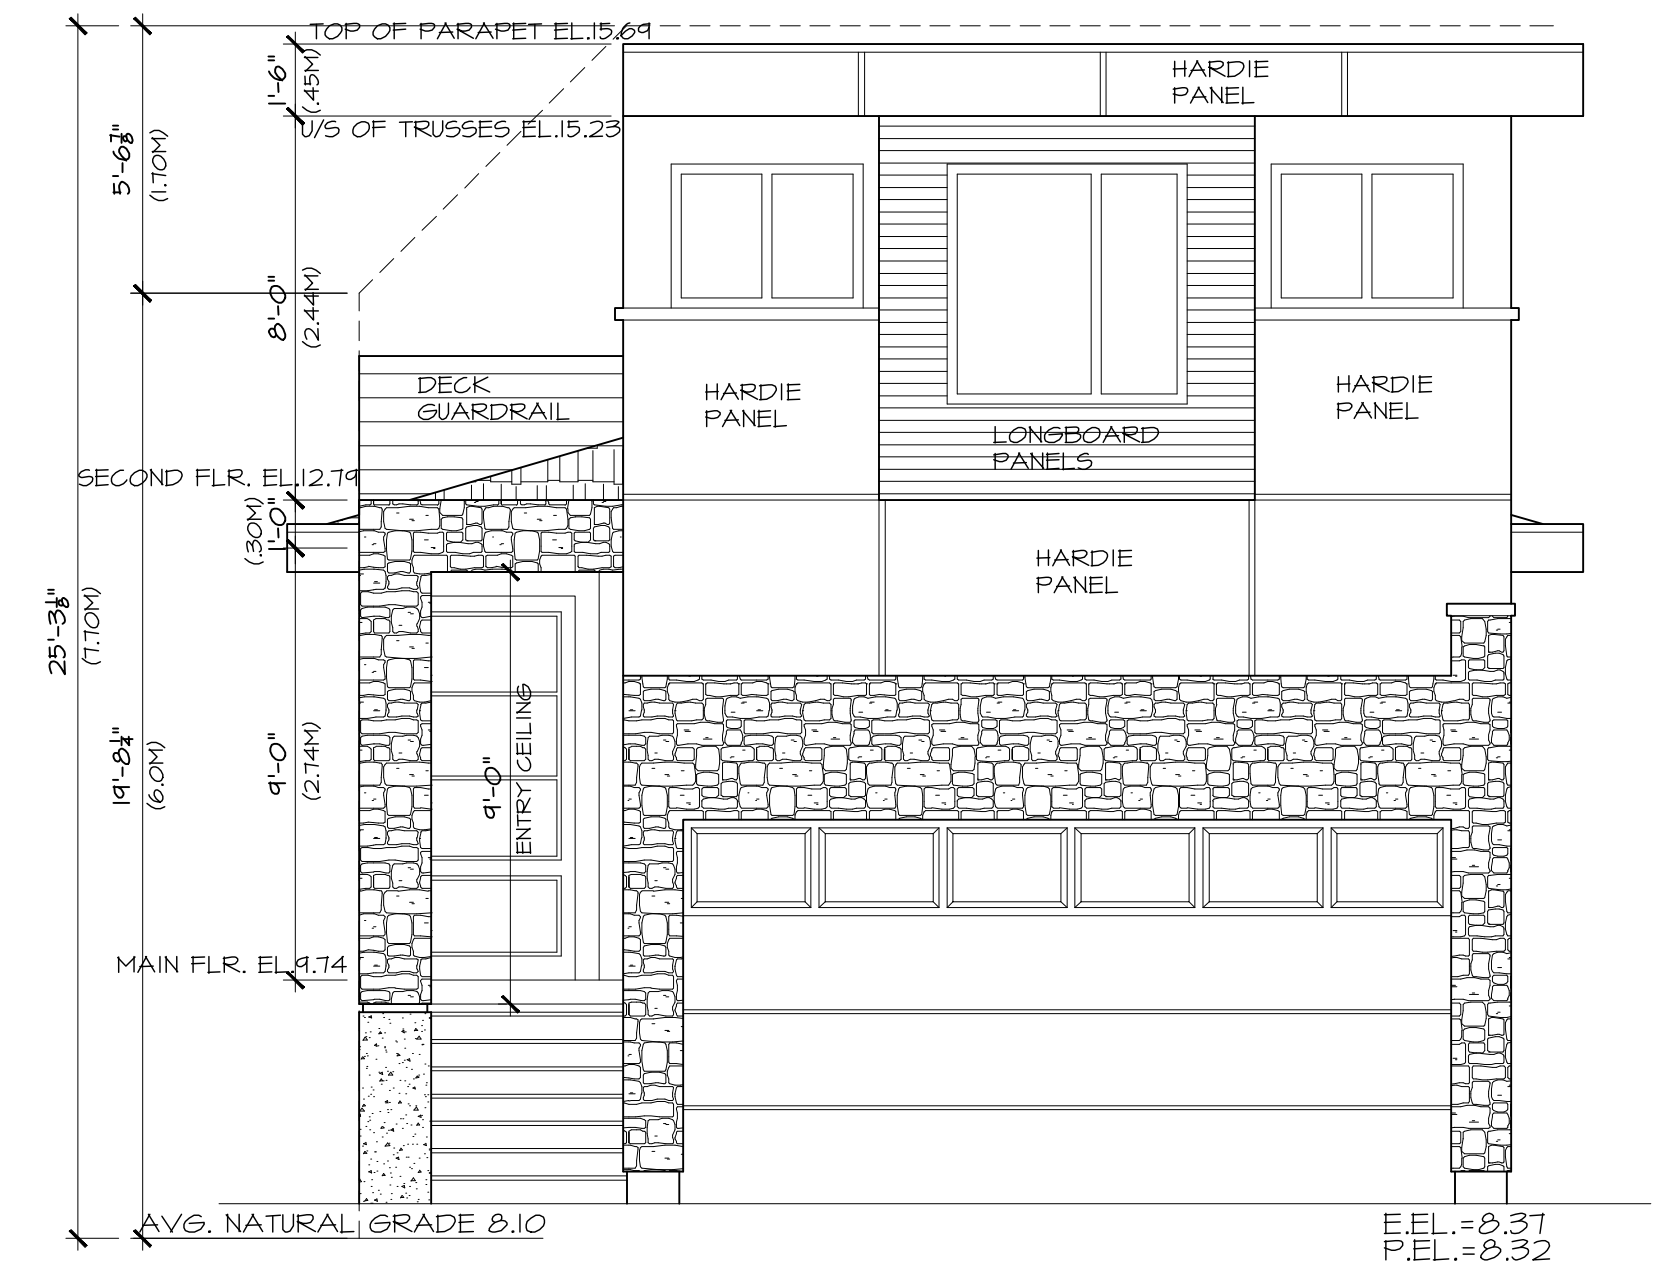 TOP OF PARAPET EL.15.69
1'-6"
(.45M)
HARDIE
PANEL
U/S OF TRUSSES EL.15.23
5'-6⅞"
(1.70M)
8'-0"
(2.44M)
DECK
GUARDRAIL
HARDIE
PANEL
HARDIE
PANEL
LONGBOARD
PANELS
SECOND FLR. EL.12.79
1'-0"
(.30M)
HARDIE
PANEL
25'-3⅛"
(7.70M)
19'-8¼"
(6.0M)
9'-0"
(2.74M)
9'-0"
ENTRY CEILING
MAIN FLR. EL.9.74
AVG. NATURAL GRADE 8.10
E.EL.=8.37
P.EL.=8.32